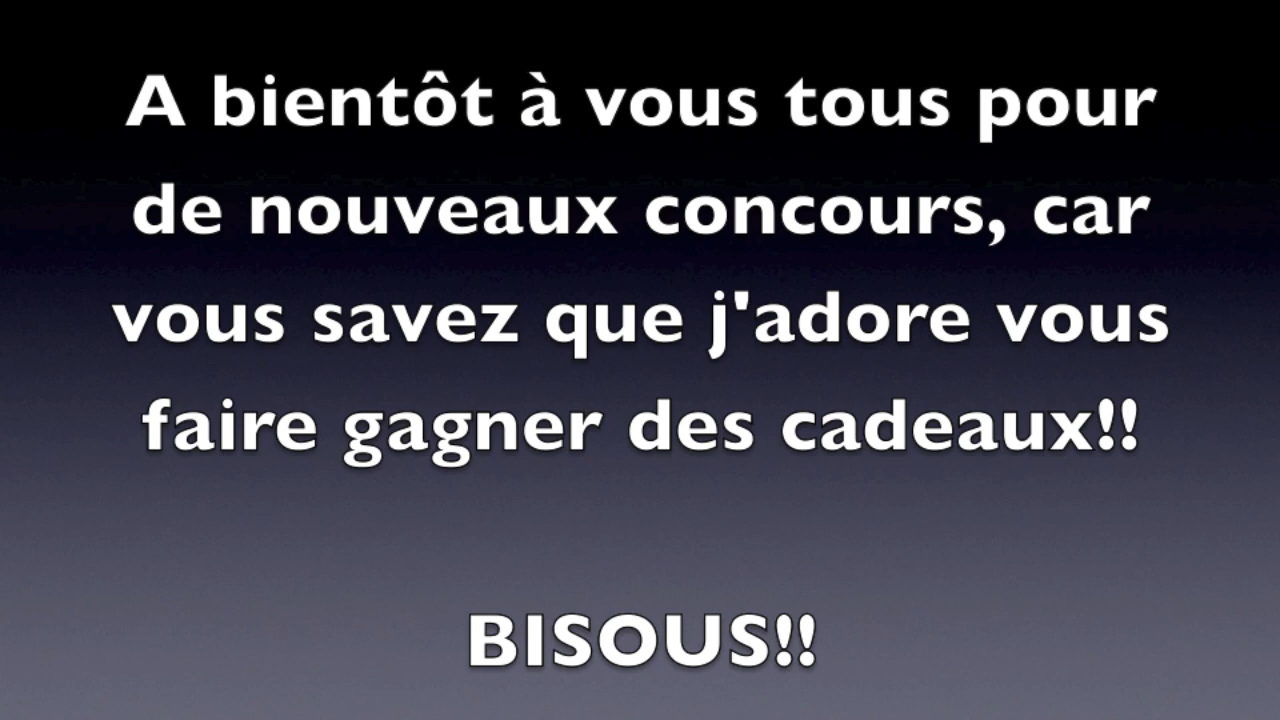 A bientôt à vous tous pour
de nouveaux concours, car
vous savez que j'adore vous
faire gagner des cadeaux!!
BISOUS!!